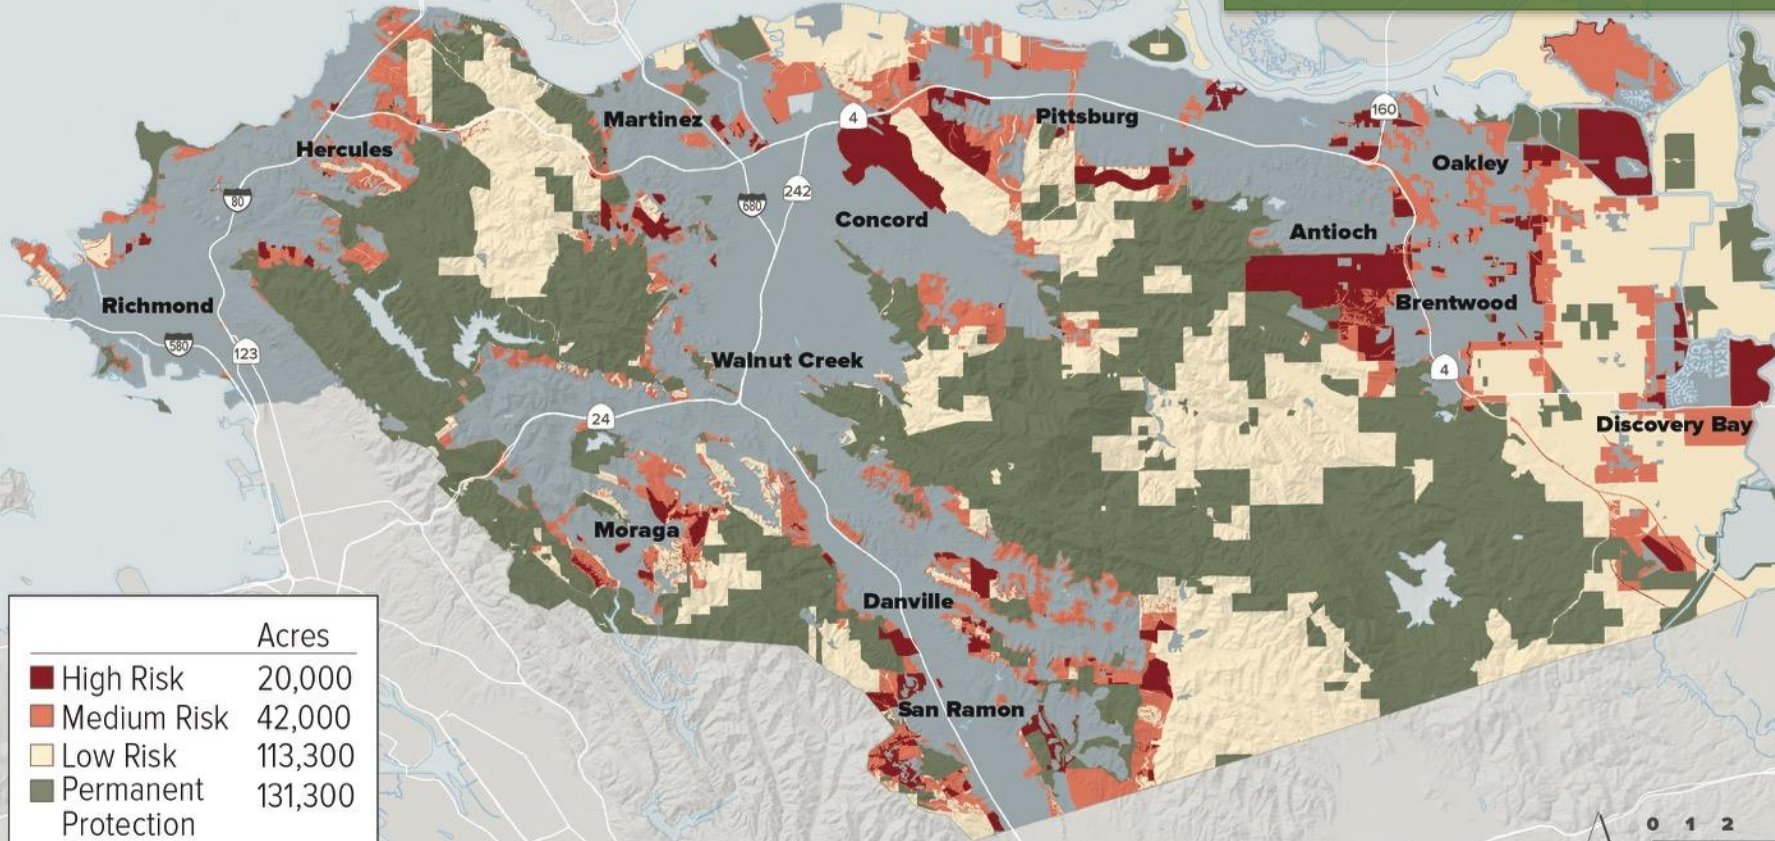 160
4
Martinez
Pittsburg
Hercules
Oakley
80
680
242
Concord
Antioch
Richmond
Brentwood
580
123
Walnut Creek
4
24
Discovery Bay
Moraga
Danville
San Ramon
Acres
High Risk 20,000
Medium Risk 42,000
Low Risk 113,300
Permanent 131,300
Protection
0 1 2